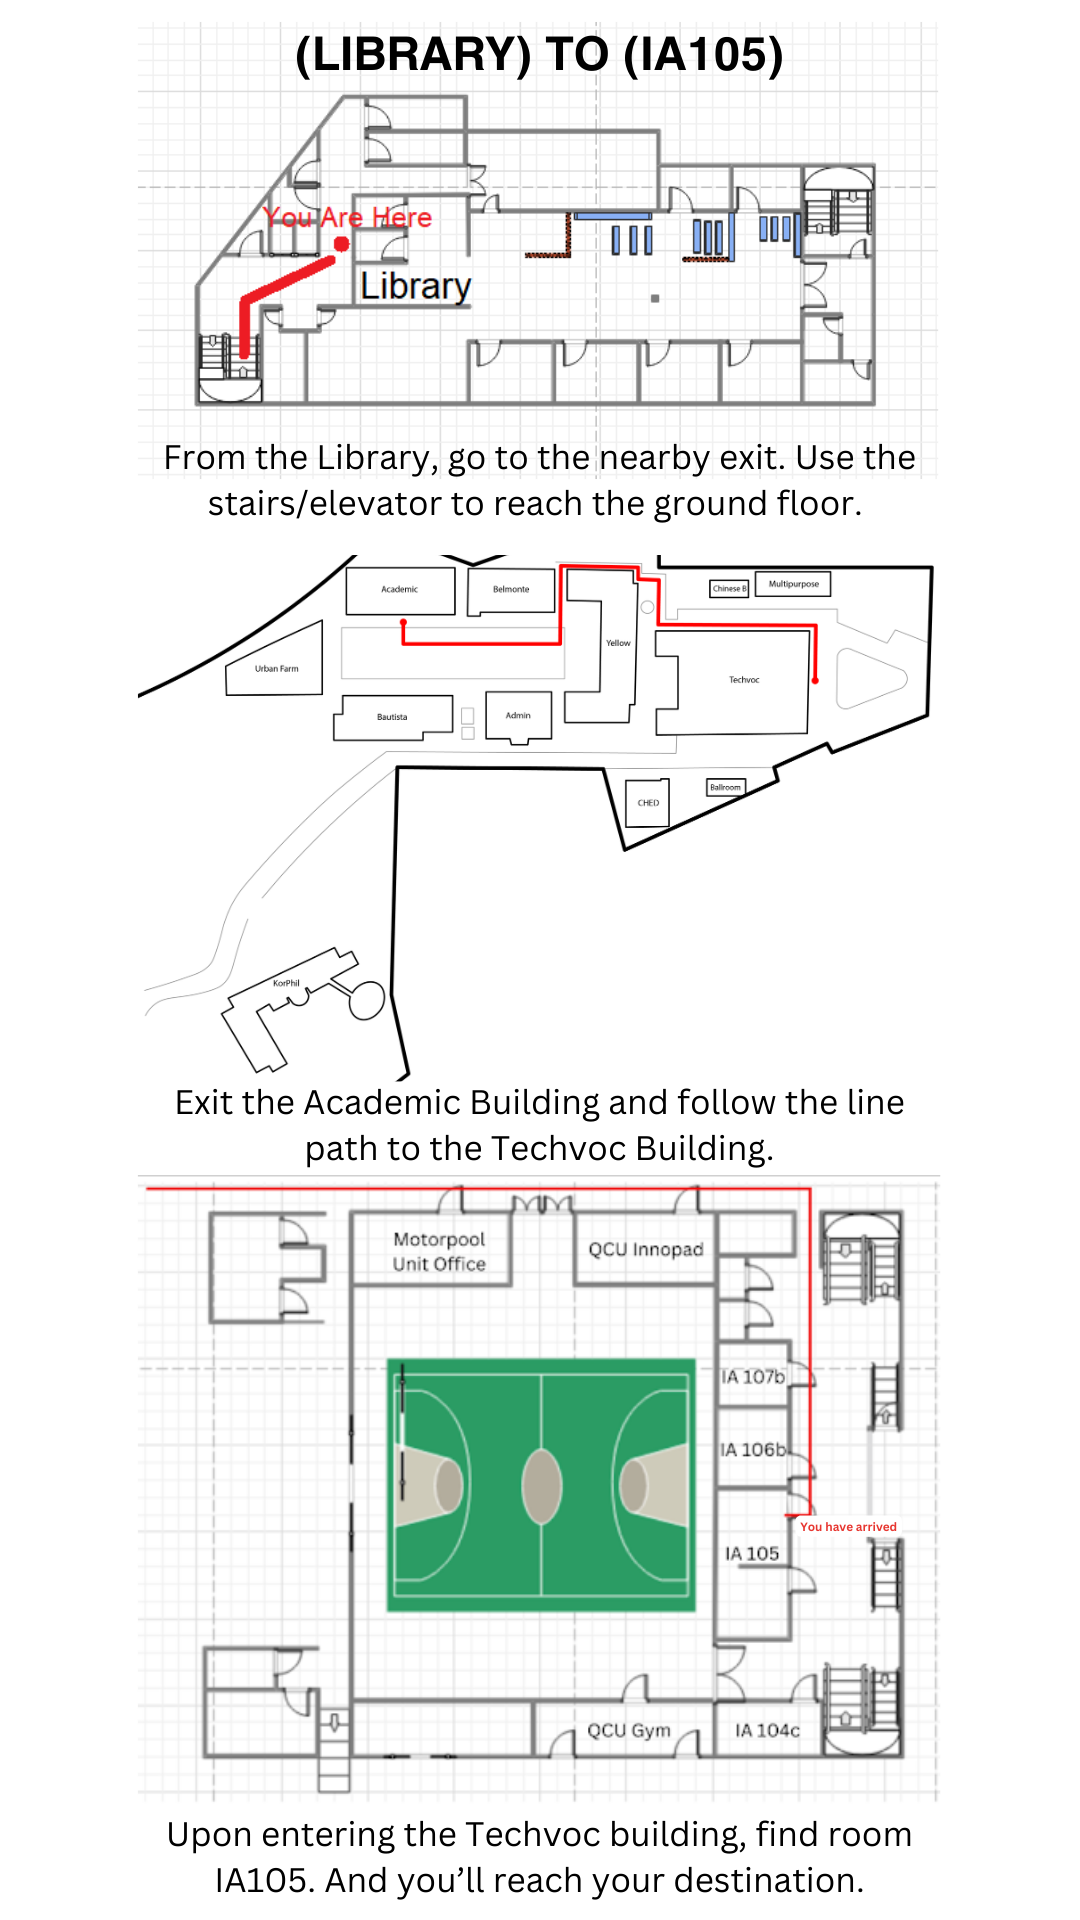 (LIBRARY) TO (IA105)
You Are Here
Library
From the Library, go to the nearby exit. Use the
stairs/elevator to reach the ground floor.
Academic
Belmonte
Chinese B
Multipurpose
Yellow
Urban Farm
Techvoc
Bautista
Admin
CHED
Ballroom
KorPhil
Exit the Academic Building and follow the line
path to the Techvoc Building.
Motorpool
Unit Office
QCU Innopad
IA 107b
IA 106b
You have arrived
IA 105
QCU Gym
IA 104c
Upon entering the Techvoc building, find room
IA105. And you’ll reach your destination.